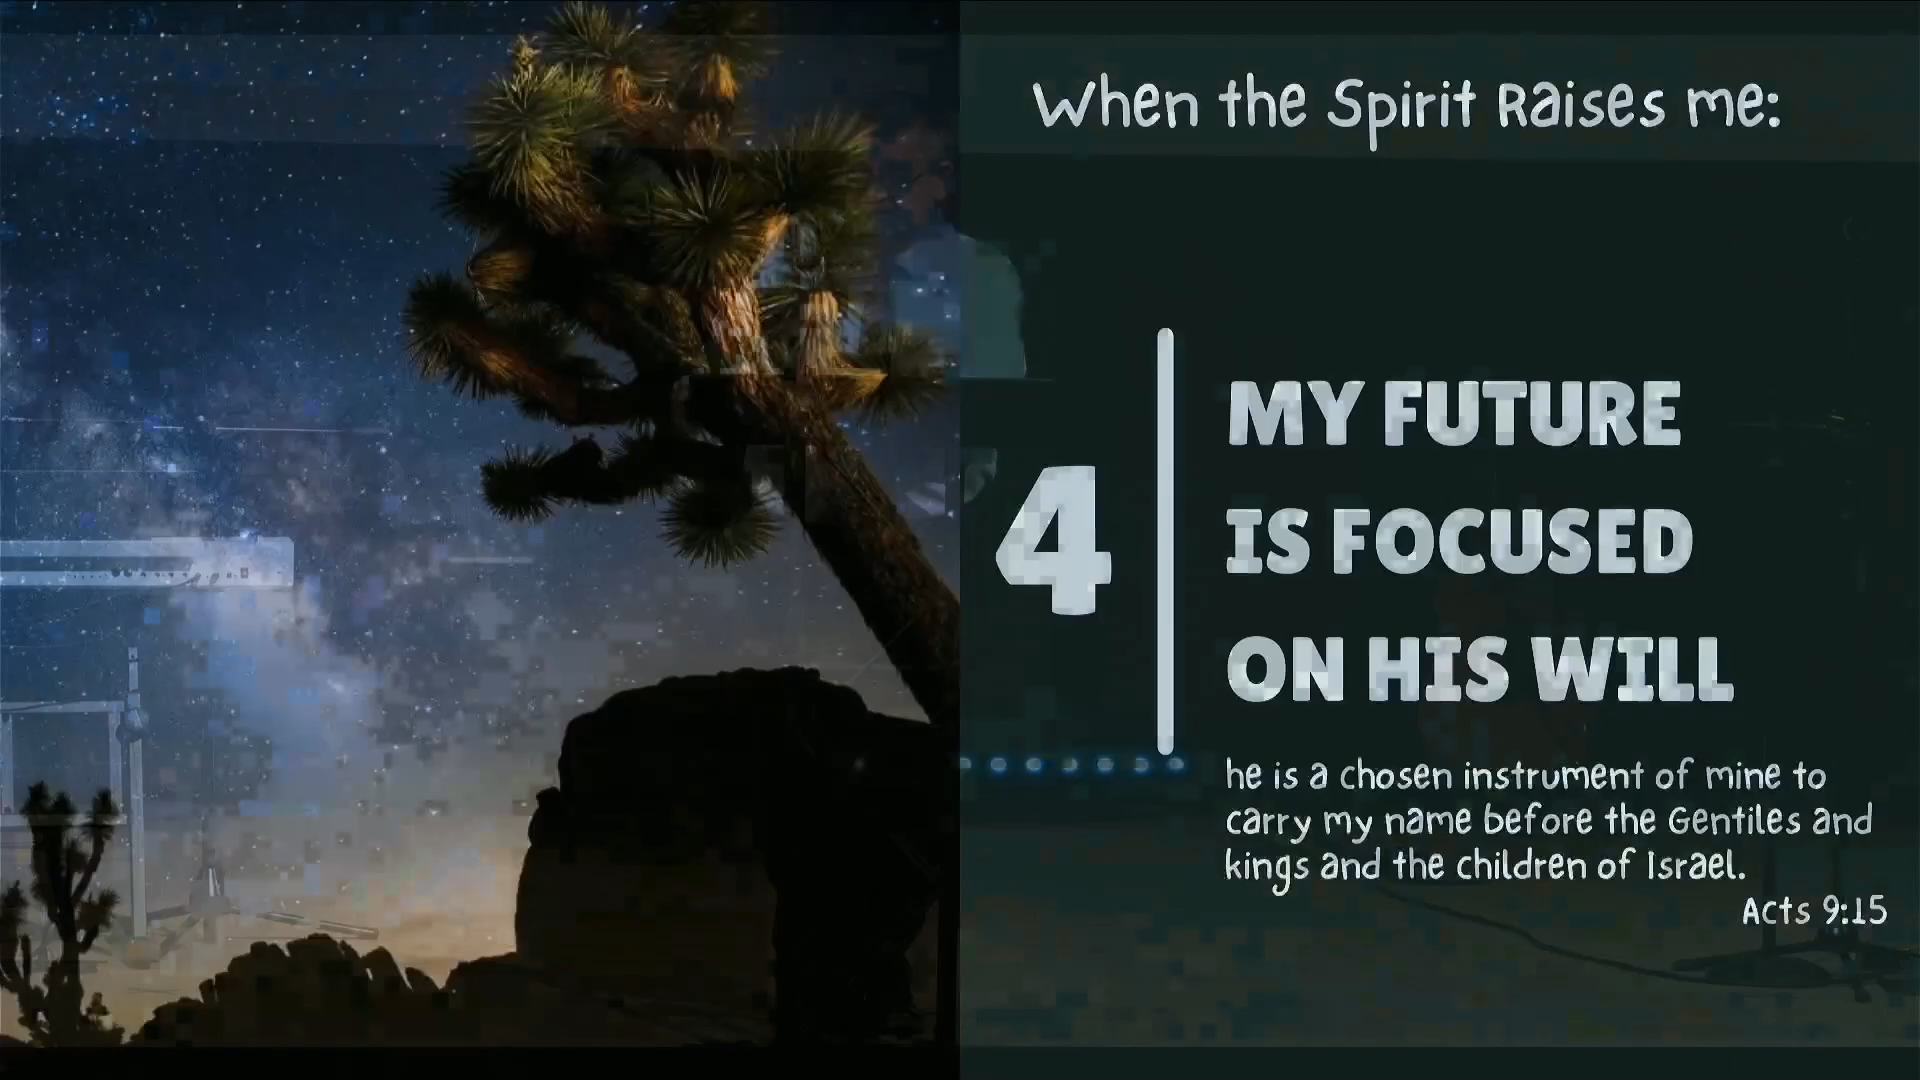 When the Spirit Raises me:
4
MY FUTURE
IS FOCUSED
ON HIS WILL
he is a chosen instrument of mine to
carry my name before the Gentiles and
kings and the children of Israel.
Acts 9:15